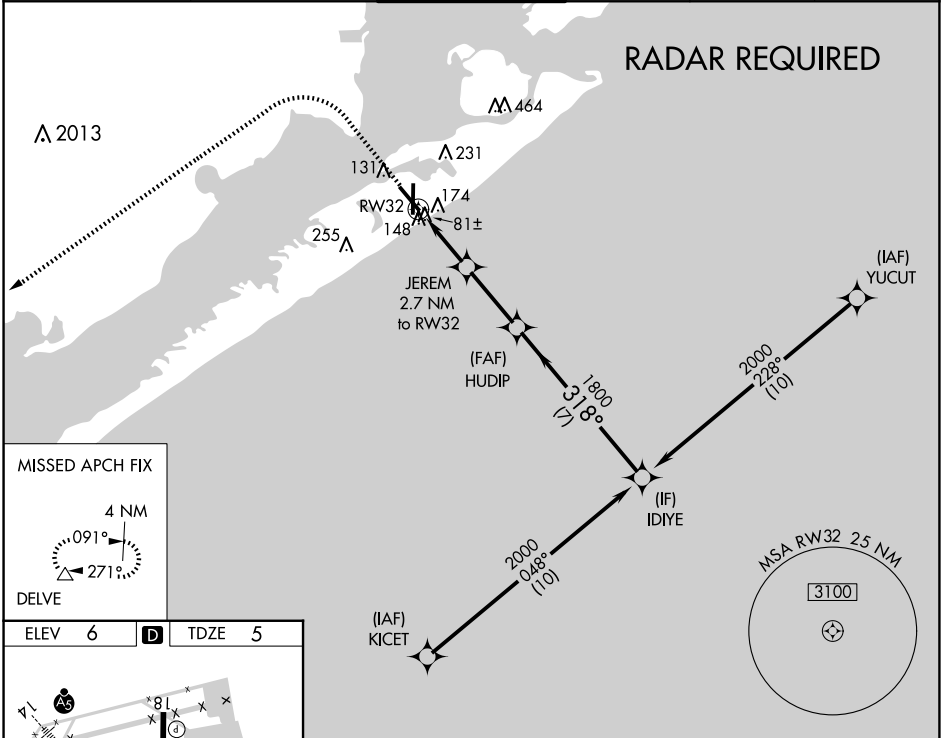 RADAR REQUIRED
464
2013
231
131
174
RW32
148
81±
255
JEREM
2.7 NM
to RW32
(IAF)
YUCUT
(FAF)
HUDIP
2000
228°
(10)
1800
318°
(7)
MISSED APCH FIX
4 NM
091°
271°
DELVE
(IF)
IDIYE
2000
048°
(10)
MSA RW32 25 NM
3100
(IAF)
KICET
ELEV 6 D TDZE 5
A5
14
18
P